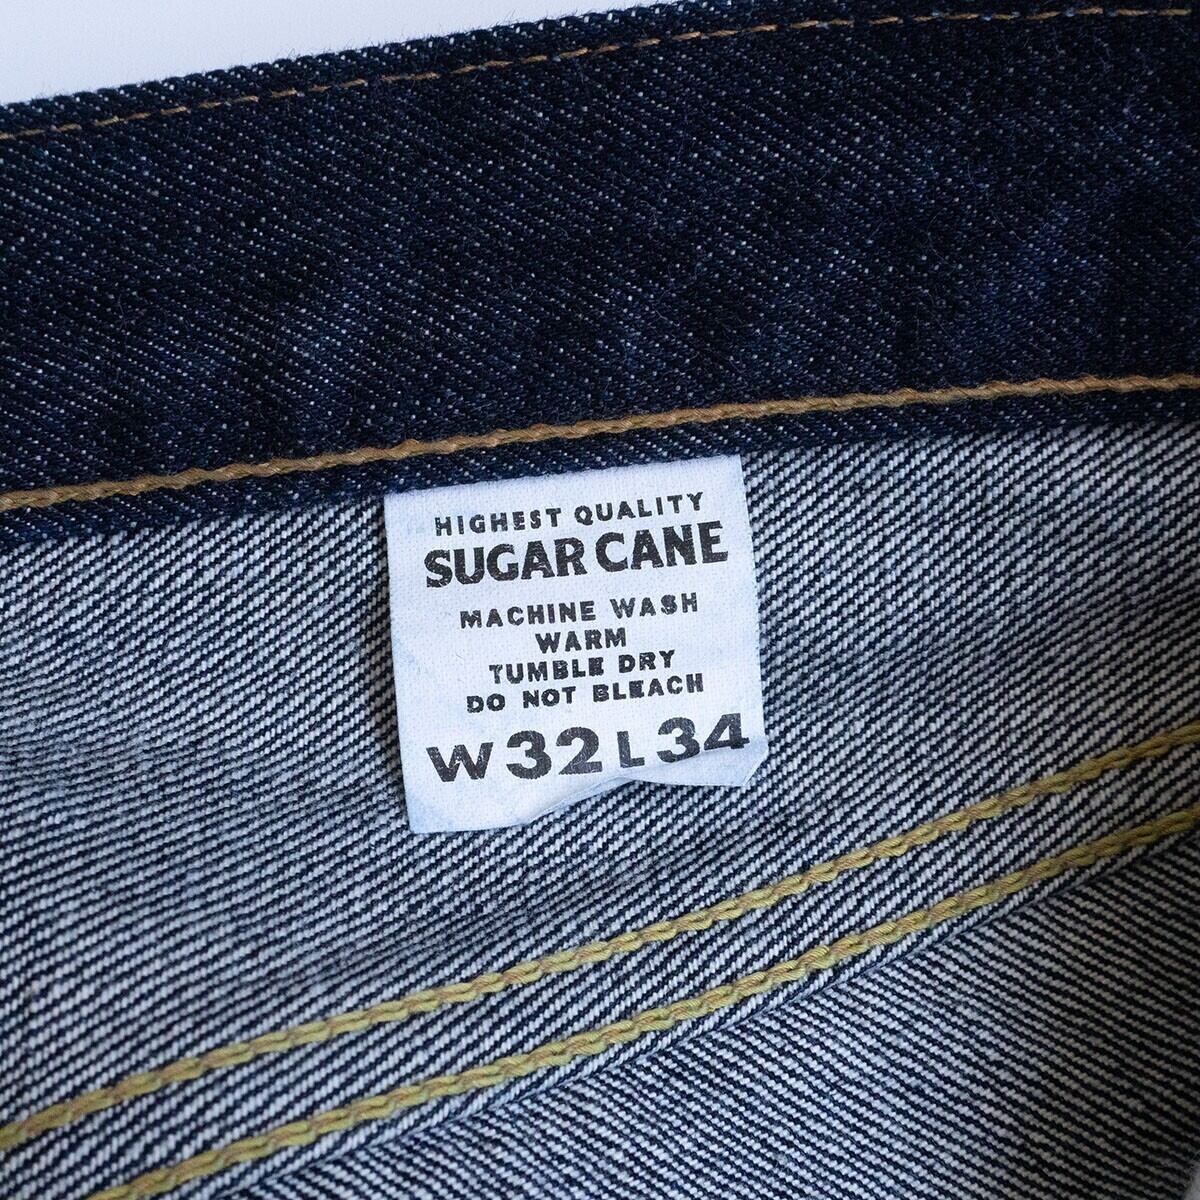 HIGHEST QUALITY
SUGAR CANE
MACHINE WASH
WARM
TUMBLE DRY
DO NOT BLEACH
W32L34